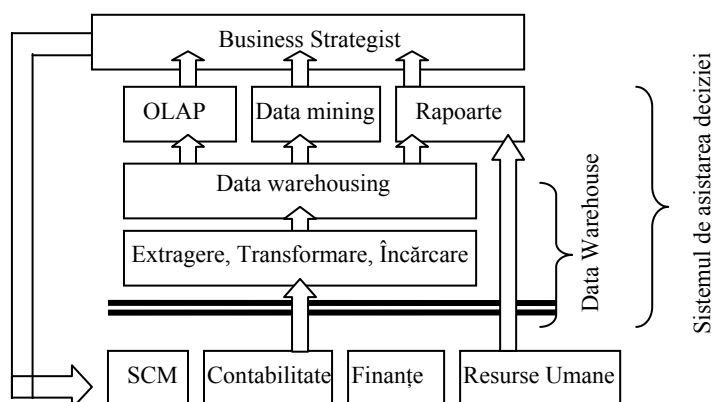 Business Strategist
OLAP
Data mining
Rapoarte
Data warehousing
Extragere, Transformare, Încărcare
SCM
Contabilitate
Finanțe
Resurse Umane
Data Warehouse
Sistemul de asistarea deciziei